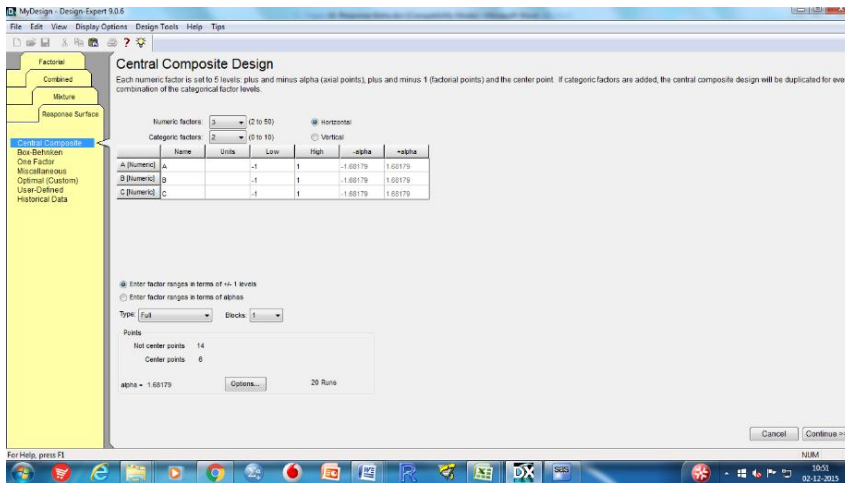 MyDesign - Design-Expert 9.0.6
File Edit View Display Options Design Tools Help Tips
Factorial
Combined
Mixture
Response Surface
Central Composite
Box-Behnken
One Factor
Miscellaneous
Optimal (Custom)
User-Defined
Historical Data
Central Composite Design
Each numeric factor is set to 5 levels: plus and minus alpha (axial points), plus and minus 1 (factorial points) and the center point. If categoric factors are added, the central composite design will be duplicated for eve
combination of the categorical factor levels.
Numeric factors: 3 (2 to 50) Horizontal
Categoric factors: 2 (0 to 10) Vertical
Name Units Low High -alpha +alpha
A [Numeric] A -1 1 -1.68179 1.68179
B [Numeric] B -1 1 -1.68179 1.68179
C [Numeric] C -1 1 -1.68179 1.68179
Enter factor ranges in terms of +/- 1 levels
Enter factor ranges in terms of alphas
Type: Full Blocks: 1
Points
Not center points 14
Center points 6
alpha = 1.68179 Options... 20 Runs
Cancel Continue >>
For Help, press F1 NUM
DX SAS 10:51
02-12-2015